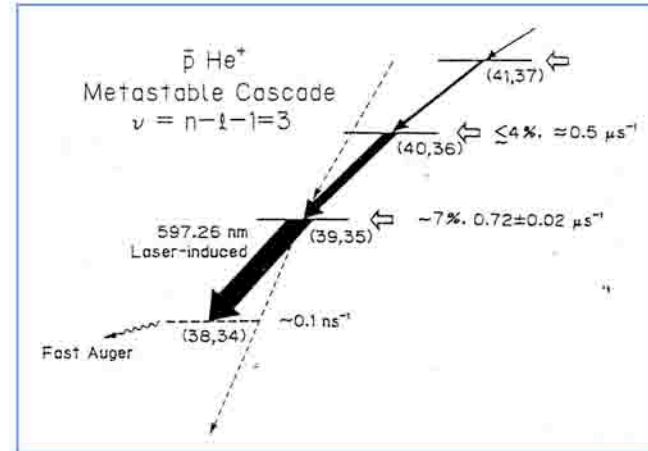 p̄ He⁺
Metastable Cascade
ν = n-ℓ-1=3
(41,37)
(40,36)
≤4%. ≈0.5 μs⁻¹
597.26 nm
Laser-induced
(39,35)
~7%. 0.72±0.02 μs⁻¹
(38,34)
~0.1 ns⁻¹
Fast Auger